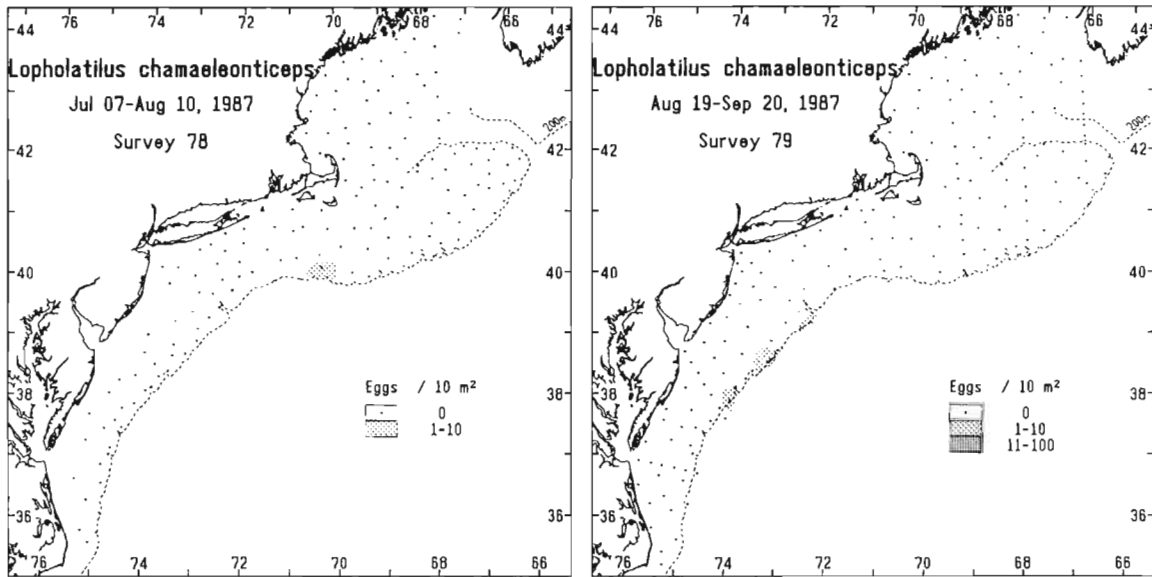 76 74 72 70 68 66
44 44
Lopholatilus chamaeleonticeps
Jul 07-Aug 10, 1987
Survey 78
200m
42 42
40 40
Eggs / 10 m²
38 38
0
1-10
36 36
76 74 72 70 68 66
76 74 72 70 68 66
44 44
Lopholatilus chamaeleonticeps
Aug 19-Sep 20, 1987
Survey 79
200m
42 42
40 40
Eggs / 10 m²
38 38
0
1-10
11-100
36 36
76 74 72 70 68 66